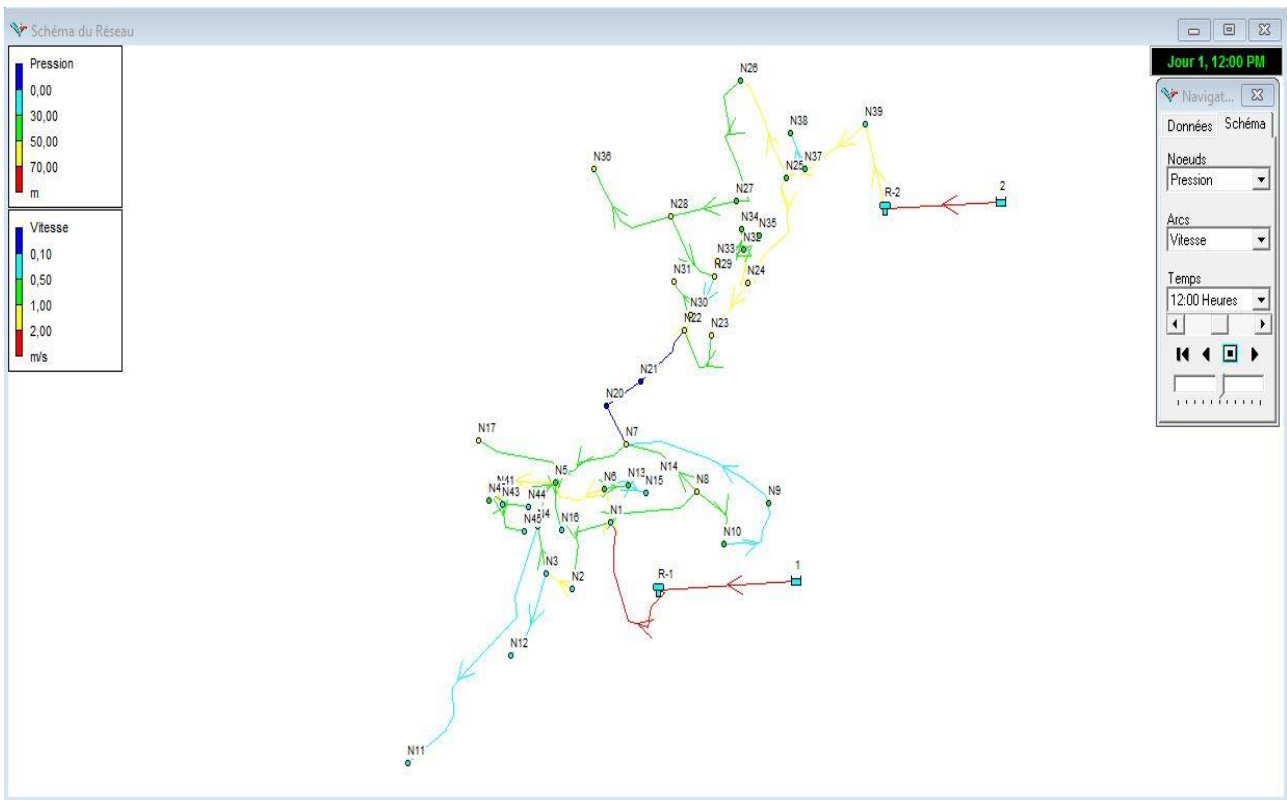 Schéma du Réseau
Pression
0,00
30,00
50,00
70,00
m
Vitesse
0,10
0,50
1,00
2,00
m/s
Jour 1, 12:00 PM
Navigat...
Données
Schéma
Noeuds
Pression
Arcs
Vitesse
Temps
12:00 Heures
N26
N39
N38
N37
N25
N36
2
R-2
N27
N28
N34
N35
N32
N33
N29
N31
N24
N30
N22
N23
N21
N20
N17
N7
N14
N5
N6
N13
N8
N15
N9
N41
N43
N44
N16
N1
N45
N10
N3
N2
R-1
1
N12
N11